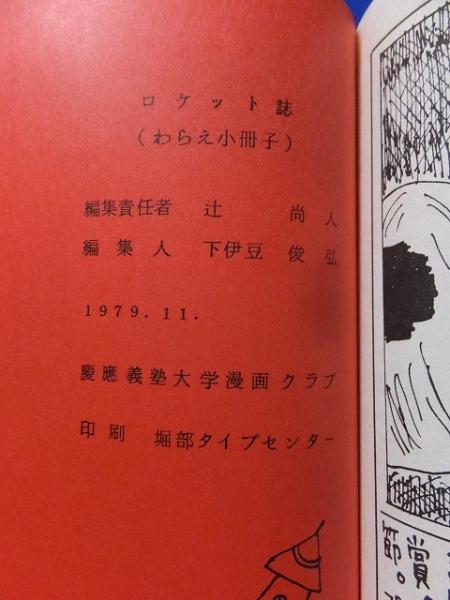 ロケット誌
(わらえ小冊子)
編集責任者 辻 尚人
編集人 下伊豆 俊弘
1979.11.
慶應義塾大学漫画クラブ
印刷 堀部タイプセンター
賞
節。